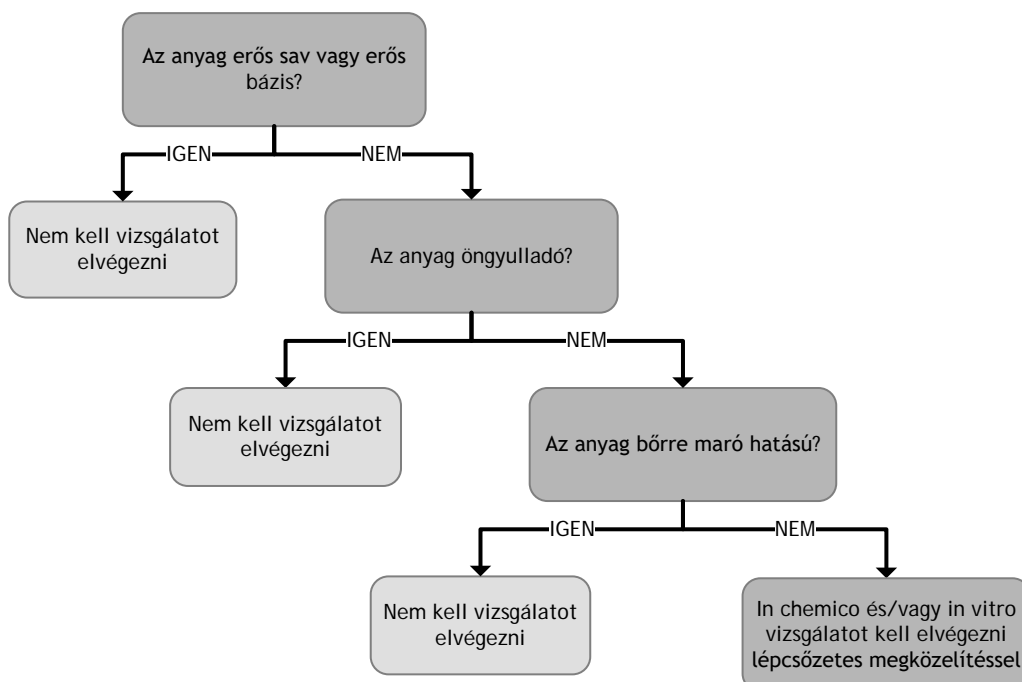 Az anyag erős sav vagy erős
bázis?
IGEN
NEM
Nem kell vizsgálatot
elvégezni
Az anyag öngyulladó?
IGEN
NEM
Nem kell vizsgálatot
elvégezni
Az anyag bőrre maró hatású?
IGEN
NEM
Nem kell vizsgálatot
elvégezni
In chemico és/vagy in vitro
vizsgálatot kell elvégezni
lépcsőzetes megközelítéssel